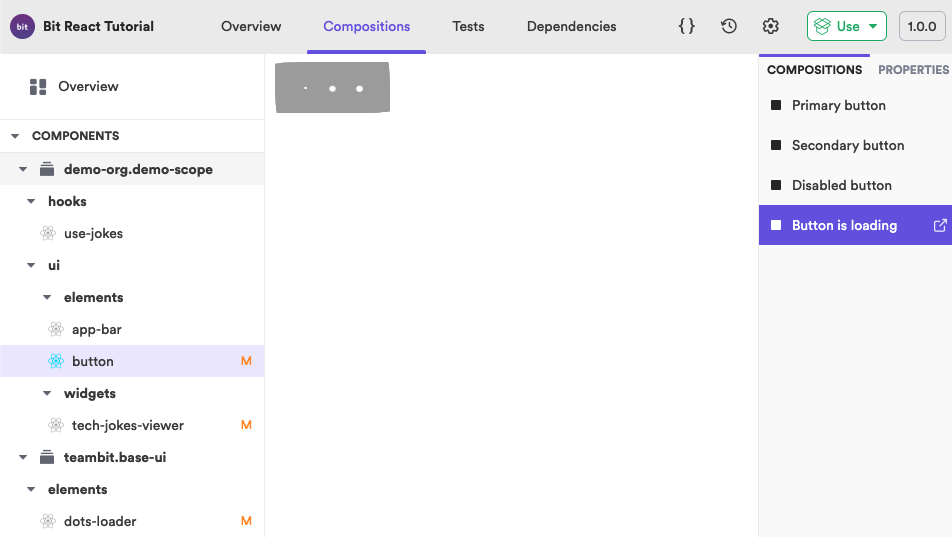 bit Bit React Tutorial Overview Compositions Tests Dependencies {} Use 1.0.0
Overview
COMPONENTS
demo-org.demo-scope
hooks
use-jokes
ui
elements
app-bar
button M
widgets
tech-jokes-viewer M
teambit.base-ui
elements
dots-loader M
COMPOSITIONS PROPERTIES
Primary button
Secondary button
Disabled button
Button is loading